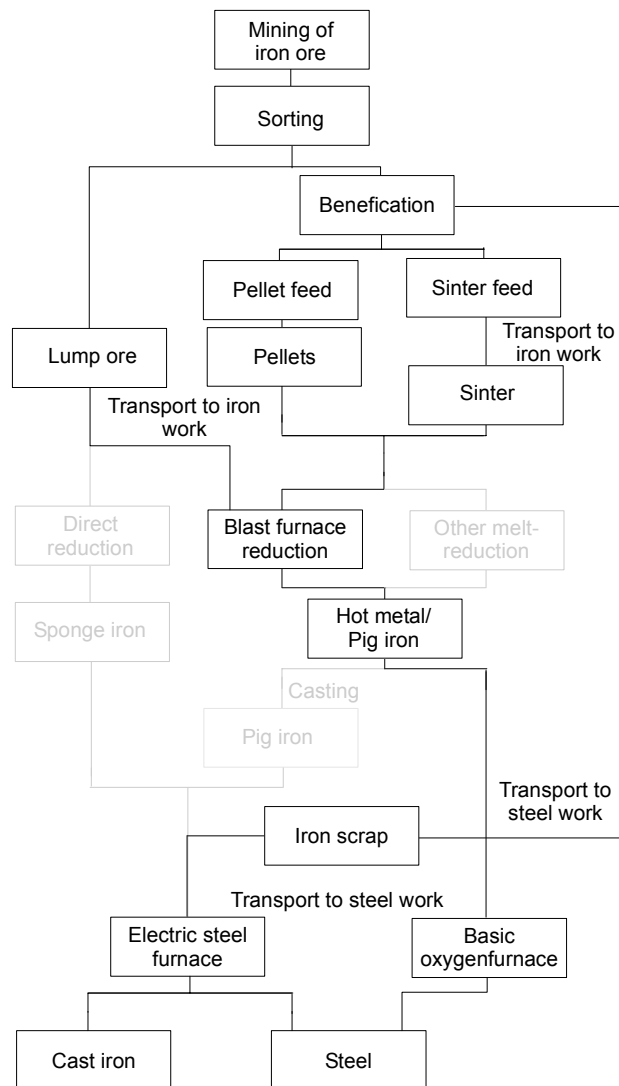 Mining of
iron ore
Sorting
Benefication
Pellet feed
Sinter feed
Transport to
iron work
Lump ore
Pellets
Sinter
Transport to iron
work
Direct
reduction
Blast furnace
reduction
Other melt-
reduction
Sponge iron
Hot metal/
Pig iron
Casting
Pig iron
Transport to
steel work
Iron scrap
Transport to steel work
Electric steel
furnace
Basic
oxygenfurnace
Cast iron
Steel